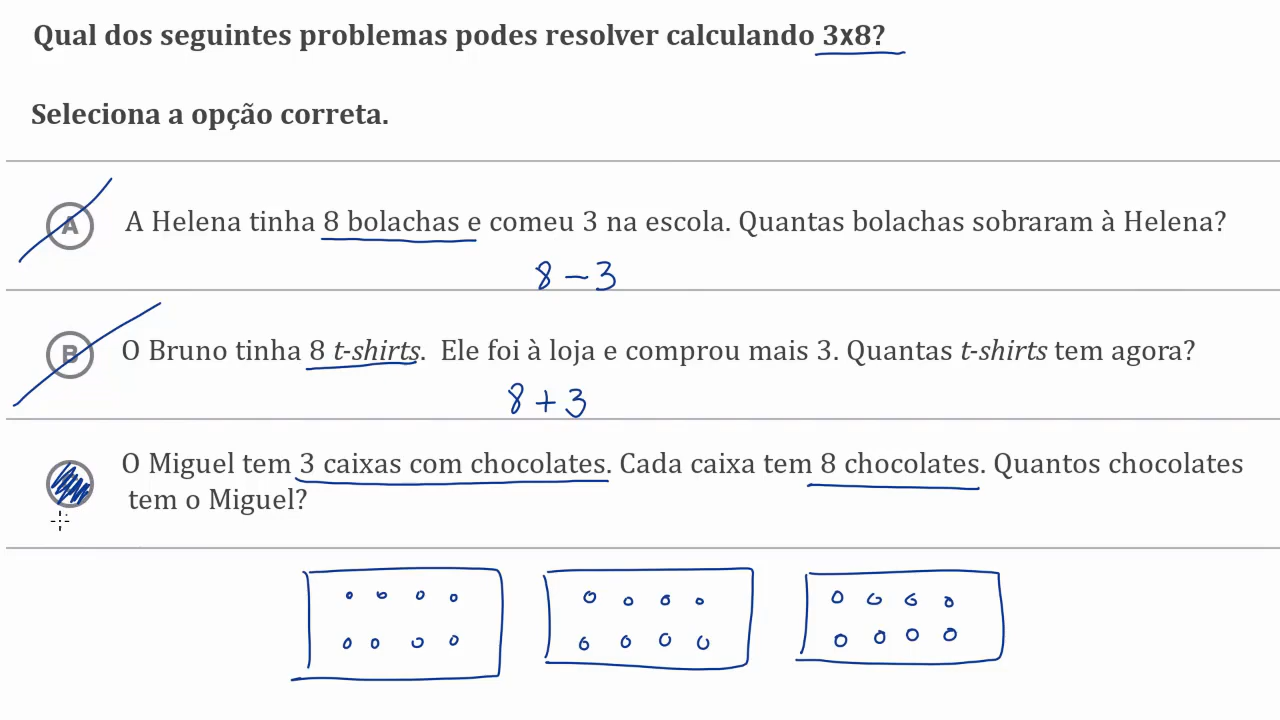 Qual dos seguintes problemas podes resolver calculando 3x8?
Seleciona a opção correta.
A A Helena tinha 8 bolachas e comeu 3 na escola. Quantas bolachas sobraram à Helena?
8 - 3
B O Bruno tinha 8 t-shirts. Ele foi à loja e comprou mais 3. Quantas t-shirts tem agora?
8 + 3
O Miguel tem 3 caixas com chocolates. Cada caixa tem 8 chocolates. Quantos chocolates
tem o Miguel?